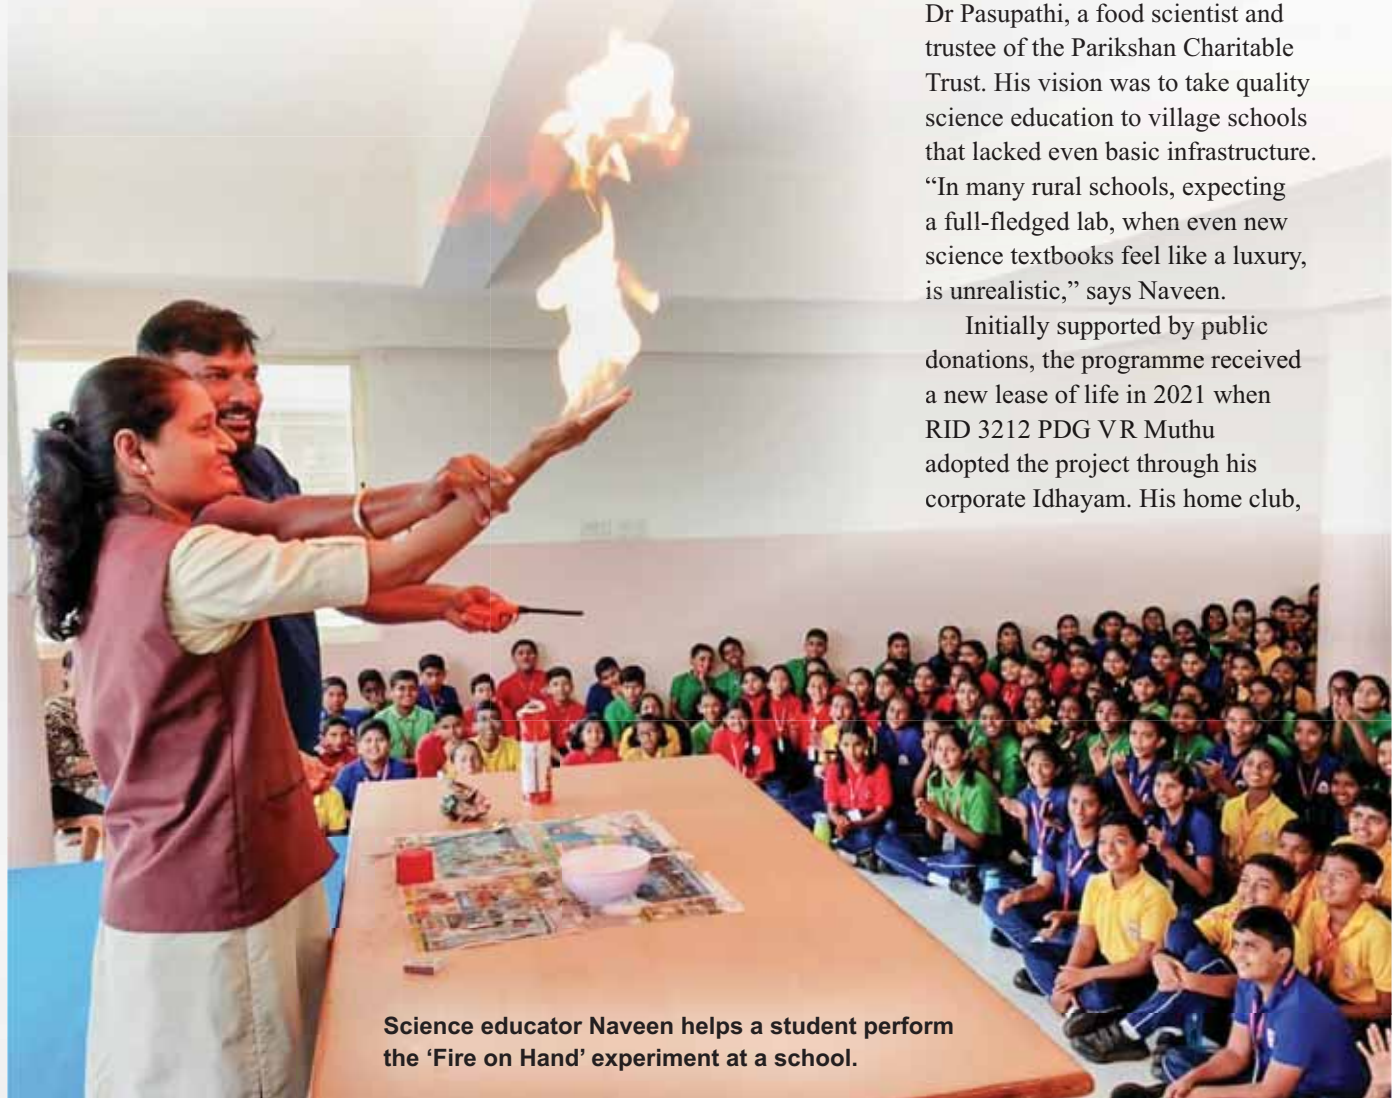 Dr Pasupathi, a food scientist and
trustee of the Parikshan Charitable
Trust. His vision was to take quality
science education to village schools
that lacked even basic infrastructure.
“In many rural schools, expecting
a full-fledged lab, when even new
science textbooks feel like a luxury,
is unrealistic,” says Naveen.
Initially supported by public
donations, the programme received
a new lease of life in 2021 when
RID 3212 PDG VR Muthu
adopted the project through his
corporate Idhayam. His home club,
Science educator Naveen helps a student perform
the ‘Fire on Hand’ experiment at a school.